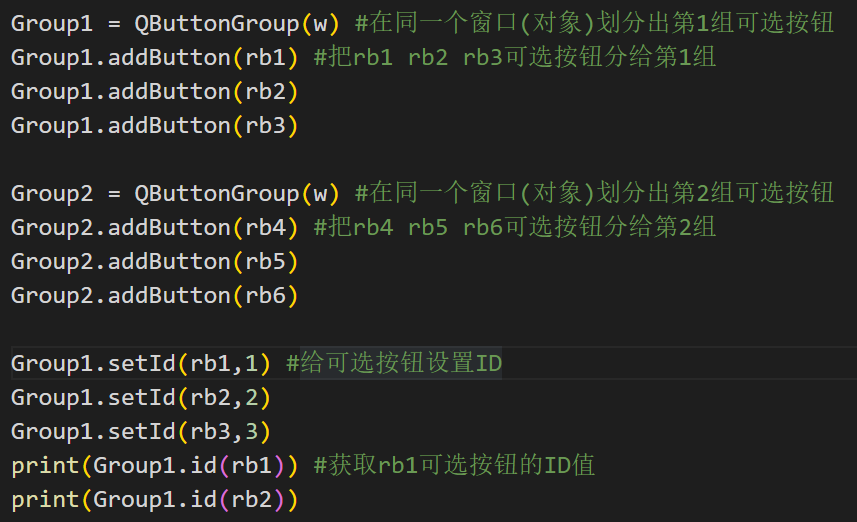 Group1 = QButtonGroup(w) #在同一个窗口(对象)划分出第1组可选按钮
Group1.addButton(rb1) #把rb1 rb2 rb3可选按钮分给第1组
Group1.addButton(rb2)
Group1.addButton(rb3)
Group2 = QButtonGroup(w) #在同一个窗口(对象)划分出第2组可选按钮
Group2.addButton(rb4) #把rb4 rb5 rb6可选按钮分给第2组
Group2.addButton(rb5)
Group2.addButton(rb6)
Group1.setId(rb1,1) #给可选按钮设置ID
Group1.setId(rb2,2)
Group1.setId(rb3,3)
print(Group1.id(rb1)) #获取rb1可选按钮的ID值
print(Group1.id(rb2))